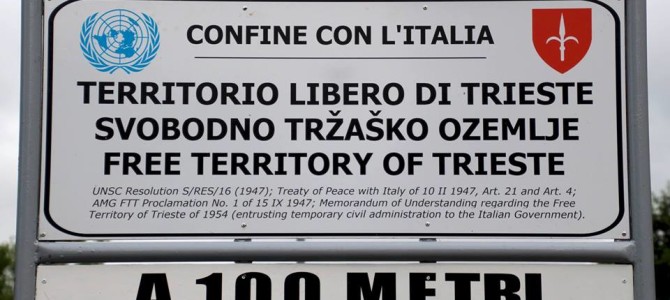 CONFINE CON L'ITALIA
TERRITORIO LIBERO DI TRIESTE
SVOBODNO TRŽAŠKO OZEMLJE
FREE TERRITORY OF TRIESTE
UNSC Resolution S/RES/16 (1947); Treaty of Peace with Italy of 10 II 1947, Art. 21 and Art. 4;
AMG FTT Proclamation No. 1 of 15 IX 1947; Memorandum of Understanding regarding the Free
Territory of Trieste of 1954 (entrusting temporary civil administration to the Italian Government).
A 100 METRI